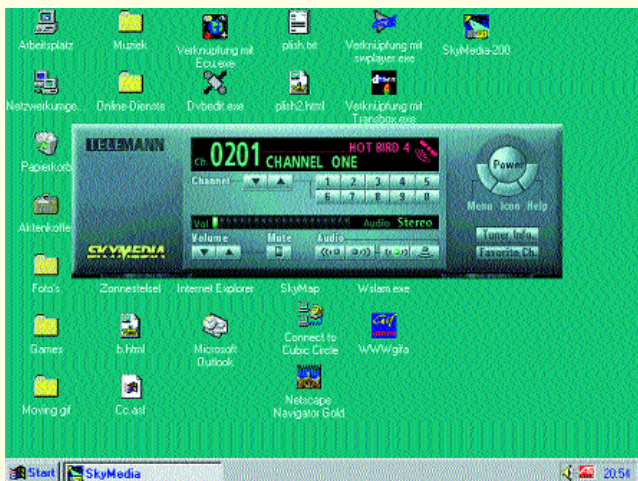 Arbeitsplatz
Muziek
Verknüpfung mit Ecu.exe
plish.txt
Verknüpfung mit swplayer.exe
SkyMedia-200
Netzwerkumge...
Online-Dienste
Dvbedit.exe
plish2.html
Verknüpfung mit Transbox.exe
Papierkorb
TELEMANN
HOT BIRD 4
Ch. 0201 CHANNEL ONE
Power
Channel
1 2 3 4 5
6 7 8 9 0
Menu Icon Help
Vol
Audio Stereo
Volume
Mute
Audio
Tuner Info.
Favorite Ch.
SKYMEDIA
Aktenkoffe
Foto's
Zonnestelsel
Internet Explorer
SkyMap
Wslam.exe
Games
b.html
Microsoft Outlook
Connect to Cubic Circle
WWWgifa
Moving gif
Cc.asf
Netscape Navigator Gold
Start
SkyMedia
20:54